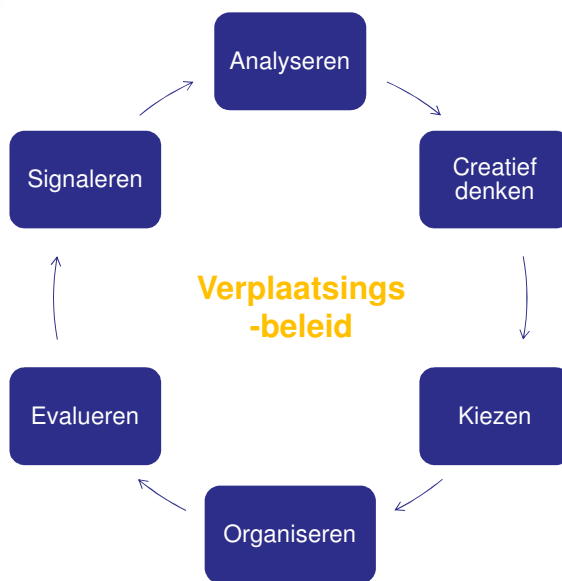 Analyseren
Signaleren
Creatief
denken
Verplaatsings
-beleid
Evalueren
Kiezen
Organiseren